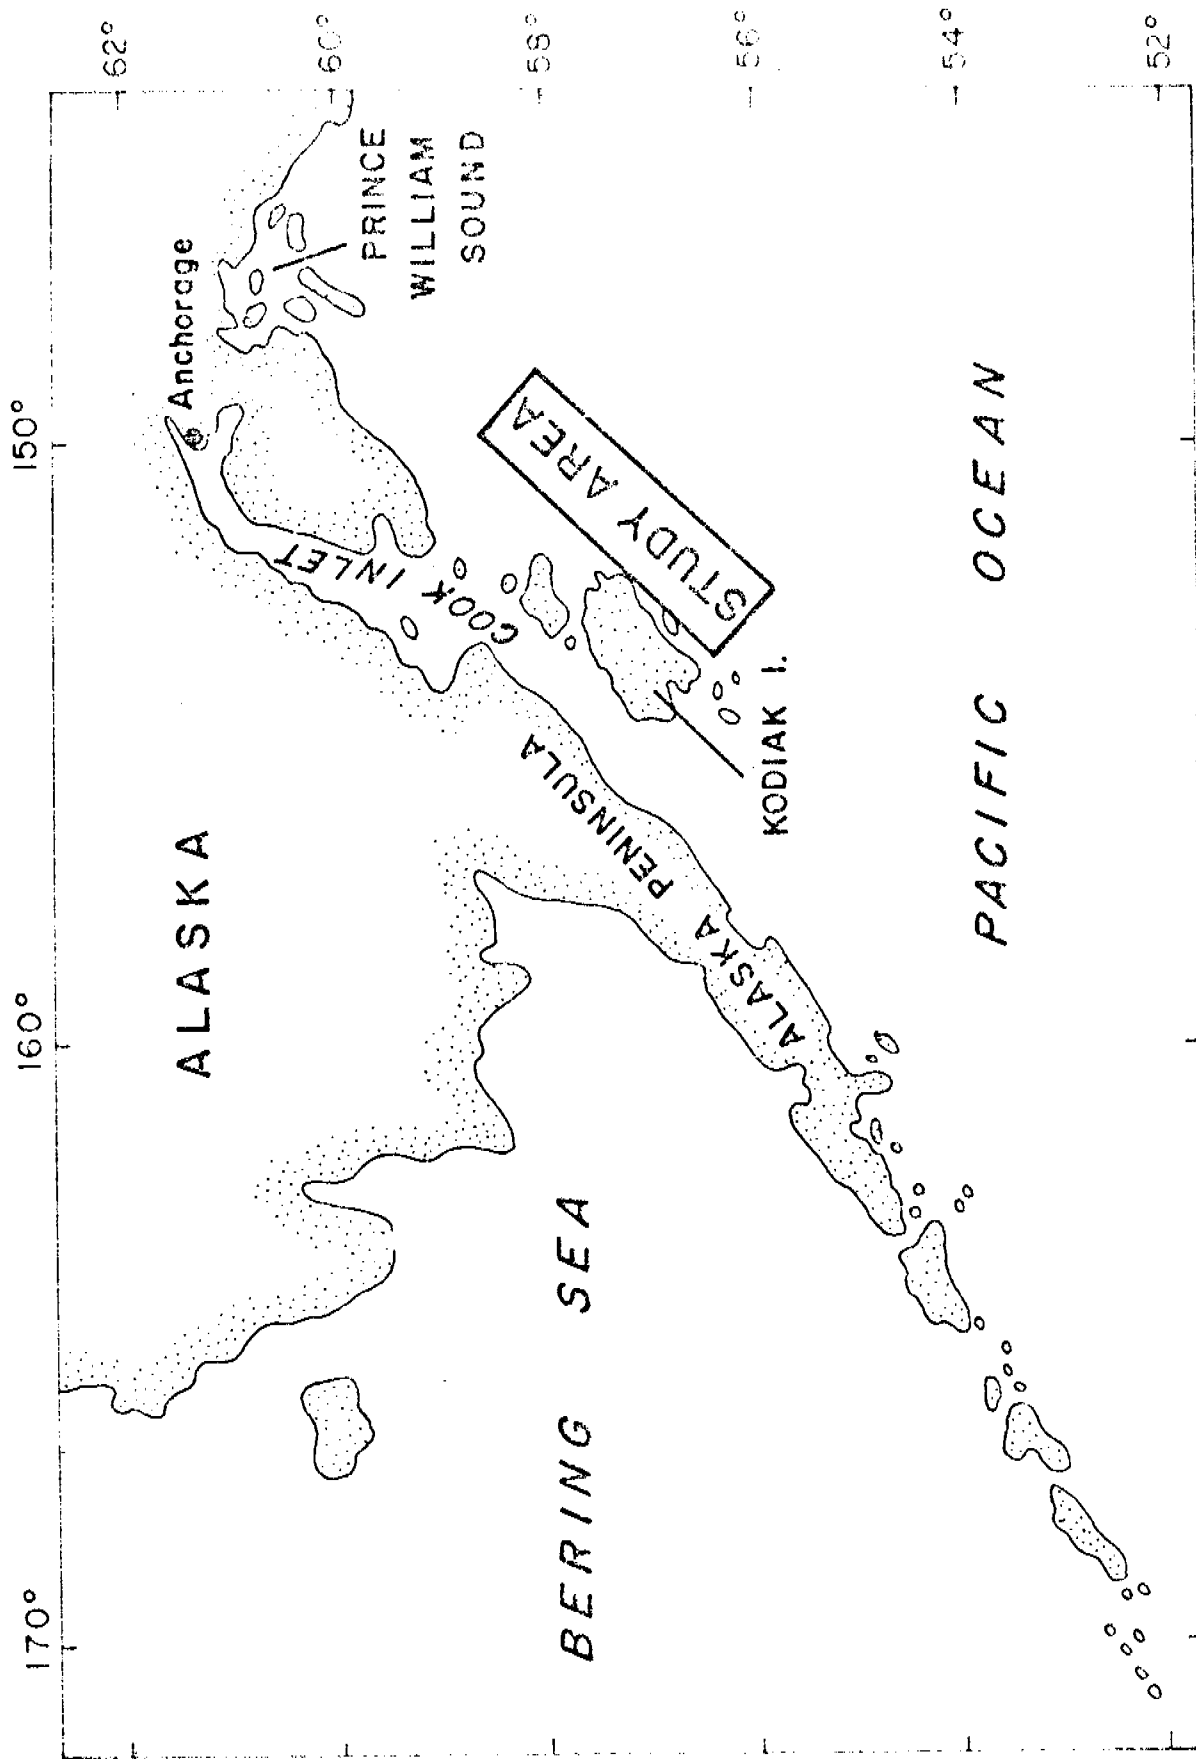 170°
160°
150°
62°
60°
58°
56°
54°
52°
ALASKA
Anchorage
PRINCE
WILLIAM
SOUND
COOK INLET
STUDY AREA
KODIAK I.
ALASKA PENINSULA
BERING SEA
PACIFIC OCEAN